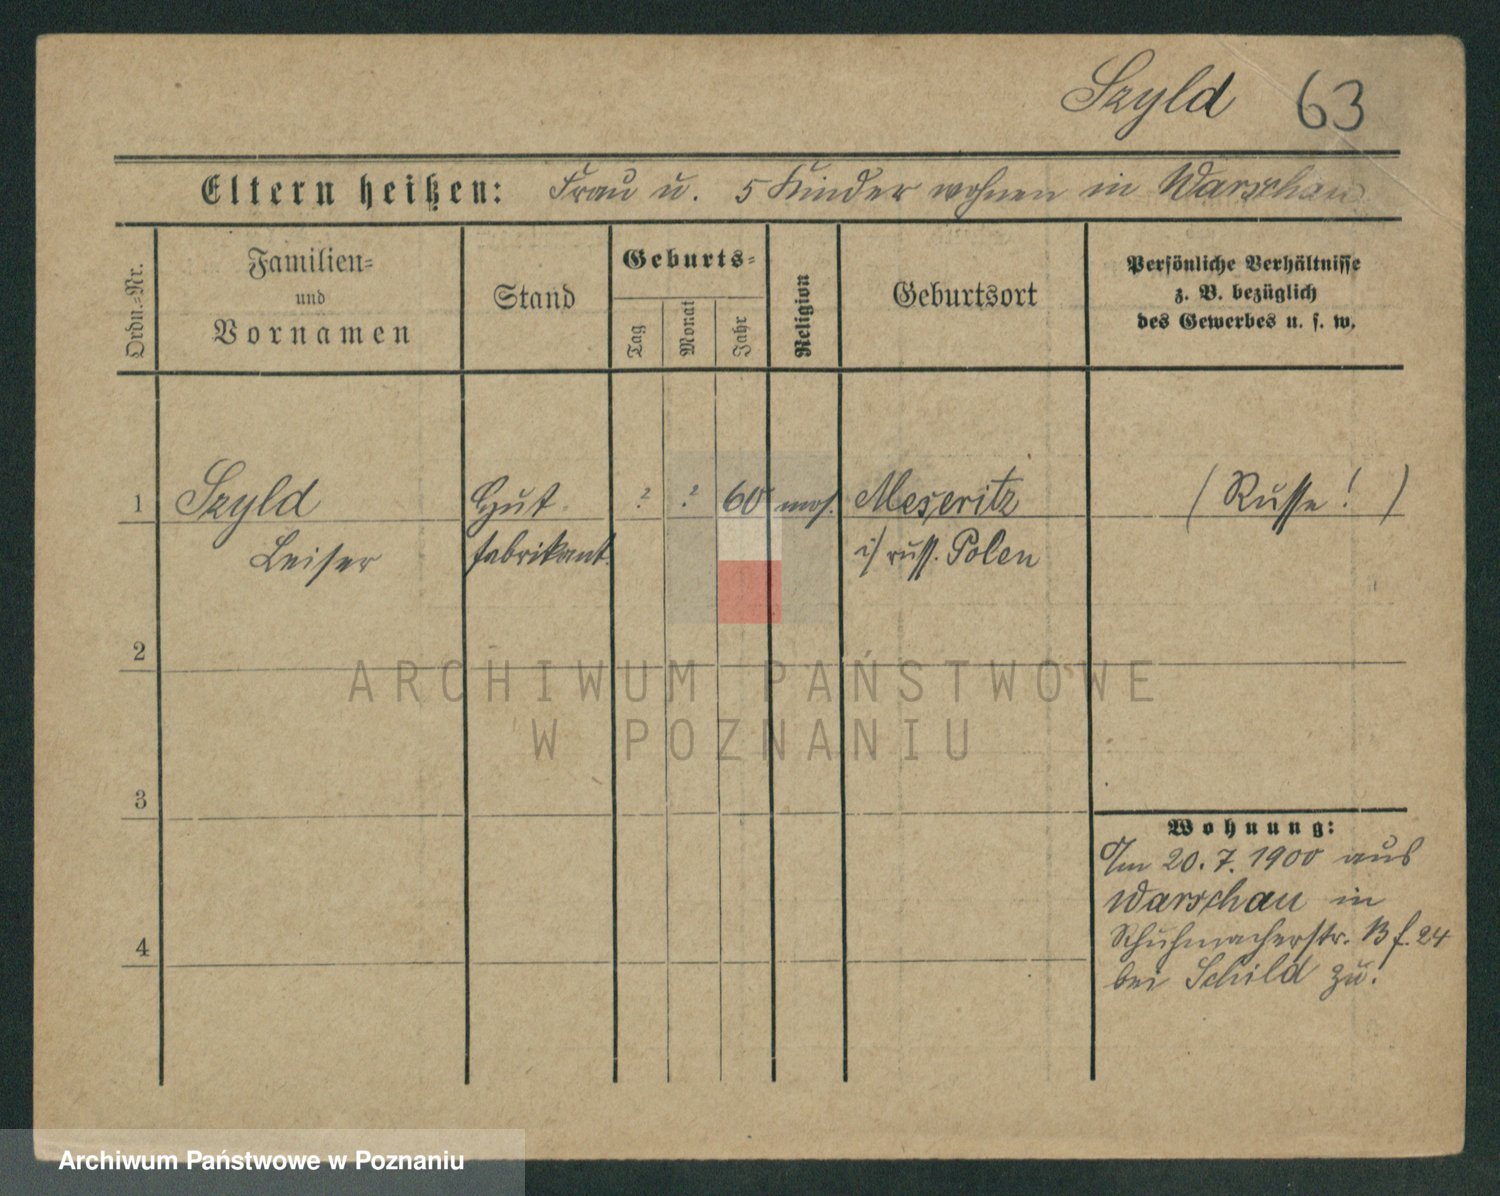 Szyld 63
Eltern heißen: Frau u. 5 Kinder wohnen in Warschau
Ordn.-Nr.
Familien-
und
Vornamen
Stand
Geburts-
Tag
Monat
Jahr
Religion
Geburtsort
Persönliche Verhältnisse
z. B. bezüglich
des Gewerbes u. s. w.
1 Szyld Hut- ? ? 60 mos. Meseritz (Russe!)
Leiser fabrikant i/ russ. Polen
2
3
4
Wohnung:
Am 20.7.1900 aus
Warschau in
Schuhmacherstr. 24
bei Schild zu.
ARCHIWUM PAŃSTWOWE
W POZNANIU
Archiwum Państwowe w Poznaniu